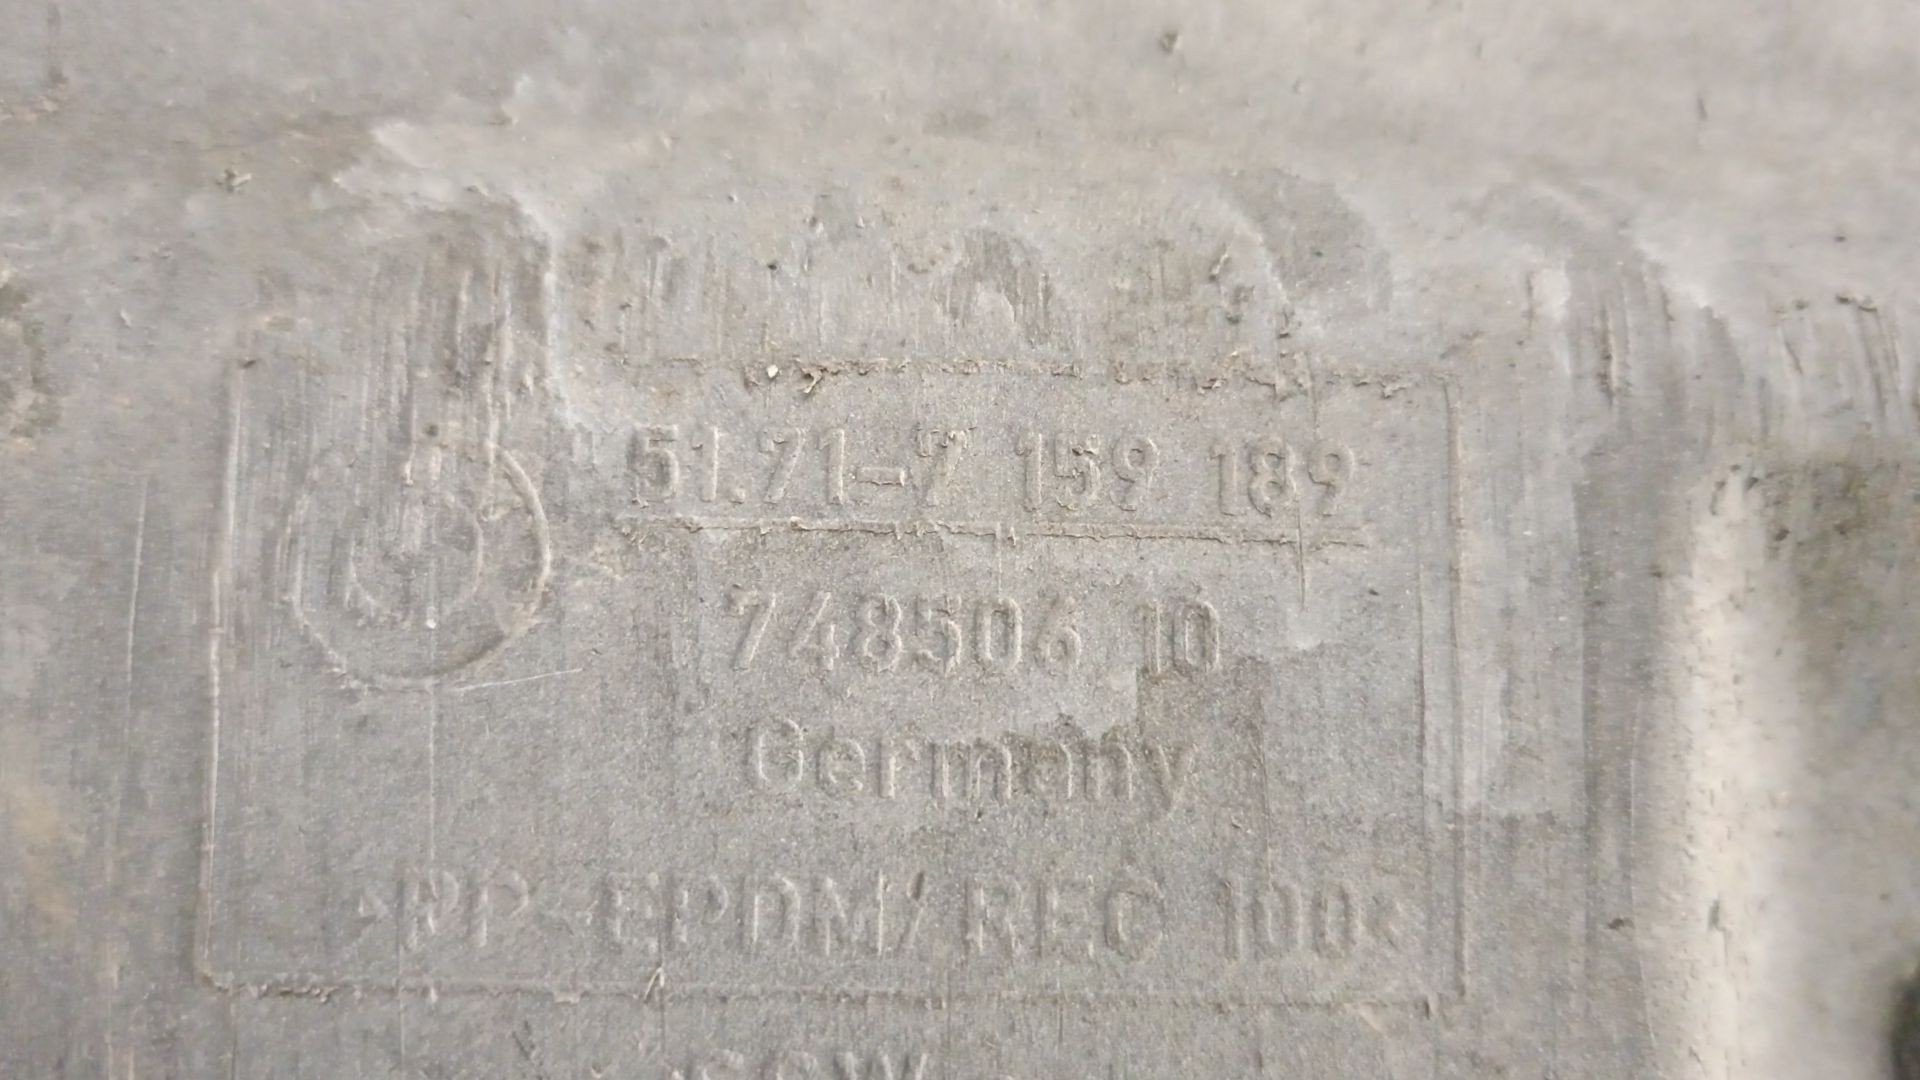 51.71-7 159 189
748506 10
Germany
>PP-EPDM/REC 100<